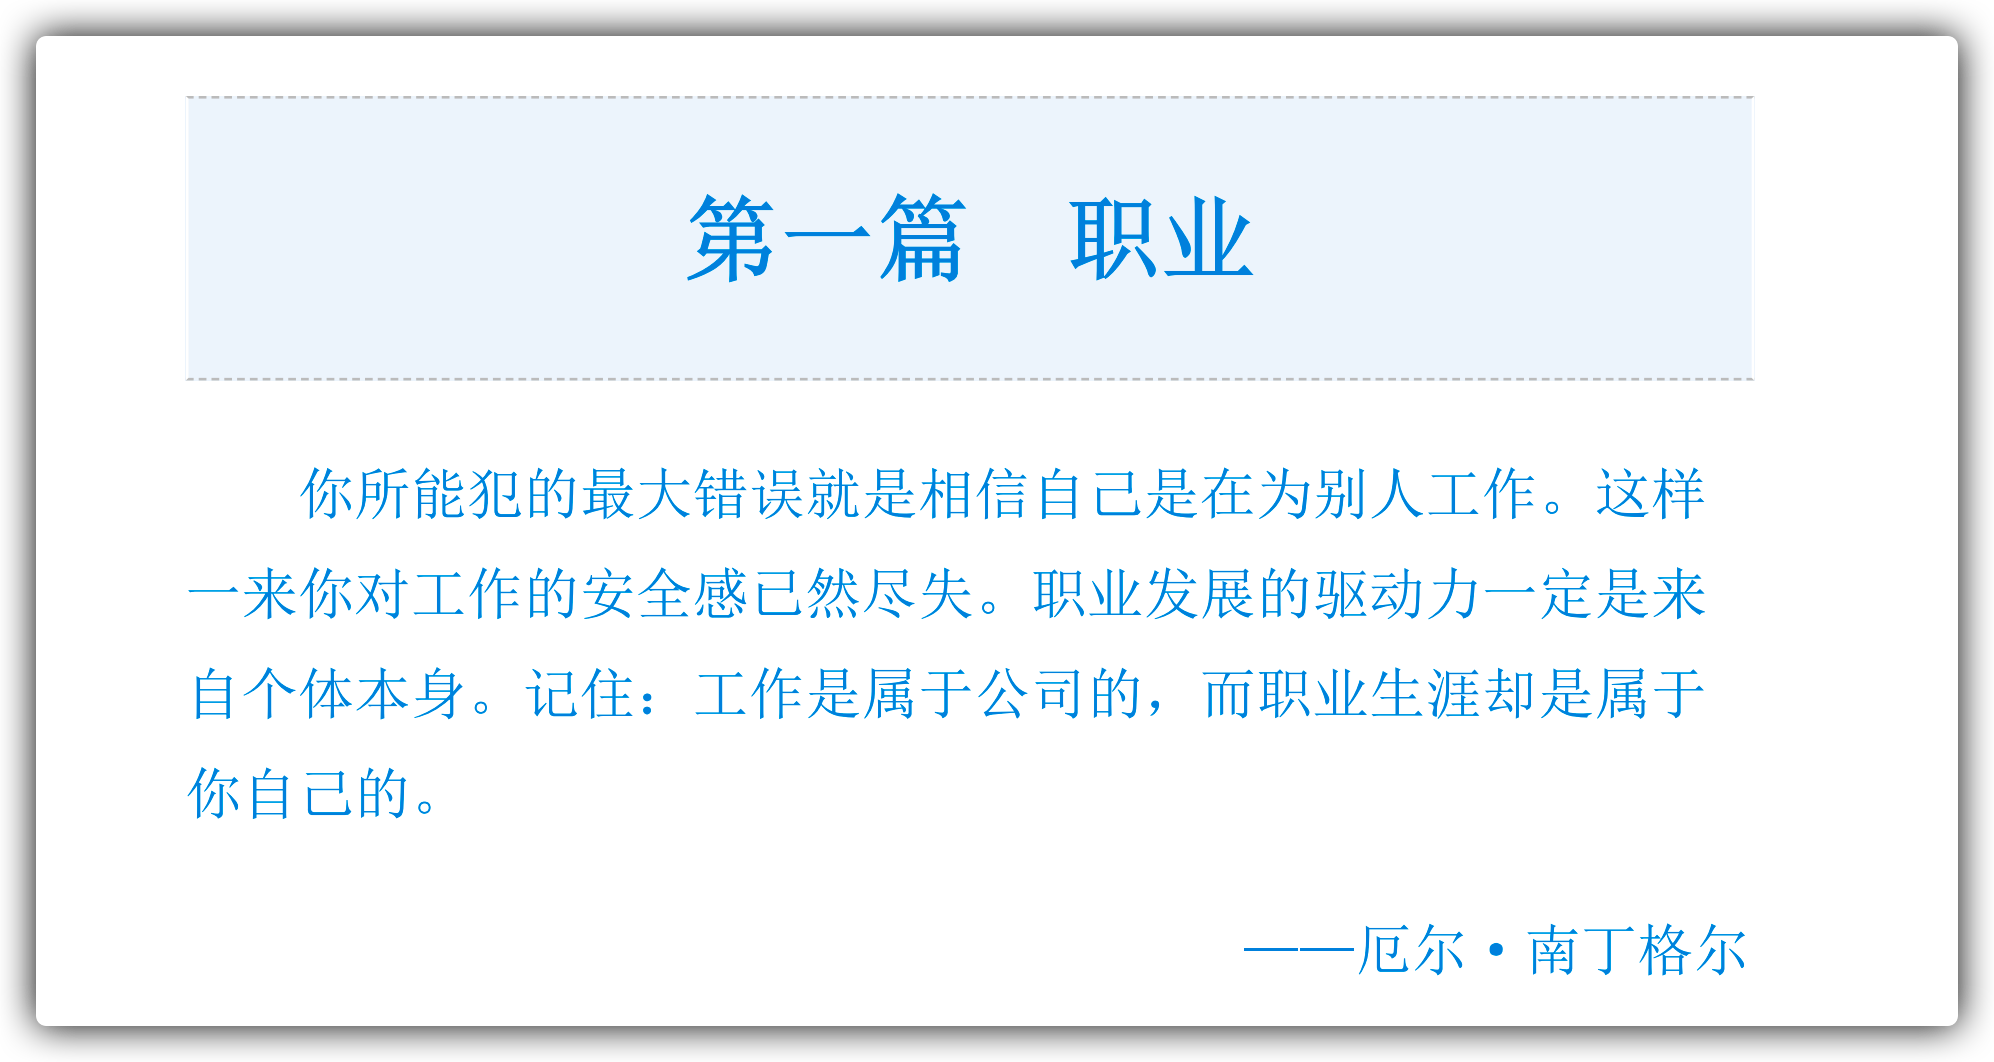 第一篇　职业
你所能犯的最大错误就是相信自己是在为别人工作。这样
一来你对工作的安全感已然尽失。职业发展的驱动力一定是来
自个体本身。记住：工作是属于公司的，而职业生涯却是属于
你自己的。
——厄尔·南丁格尔